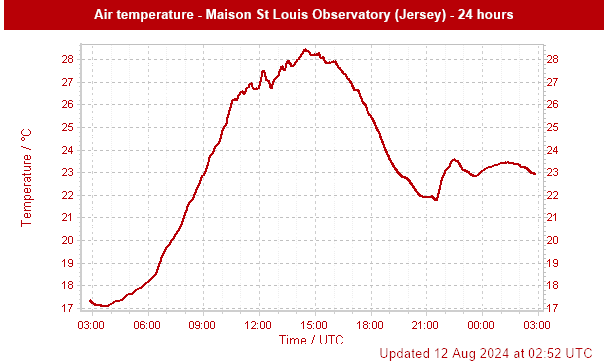 Air temperature - Maison St Louis Observatory (Jersey) - 24 hours
Temperature / °C
28 28
27 27
26 26
25 25
24 24
23 23
22 22
21 21
20 20
19 19
18 18
17 17
03:00 06:00 09:00 12:00 15:00 18:00 21:00 00:00 03:00
Time / UTC
Updated 12 Aug 2024 at 02:52 UTC